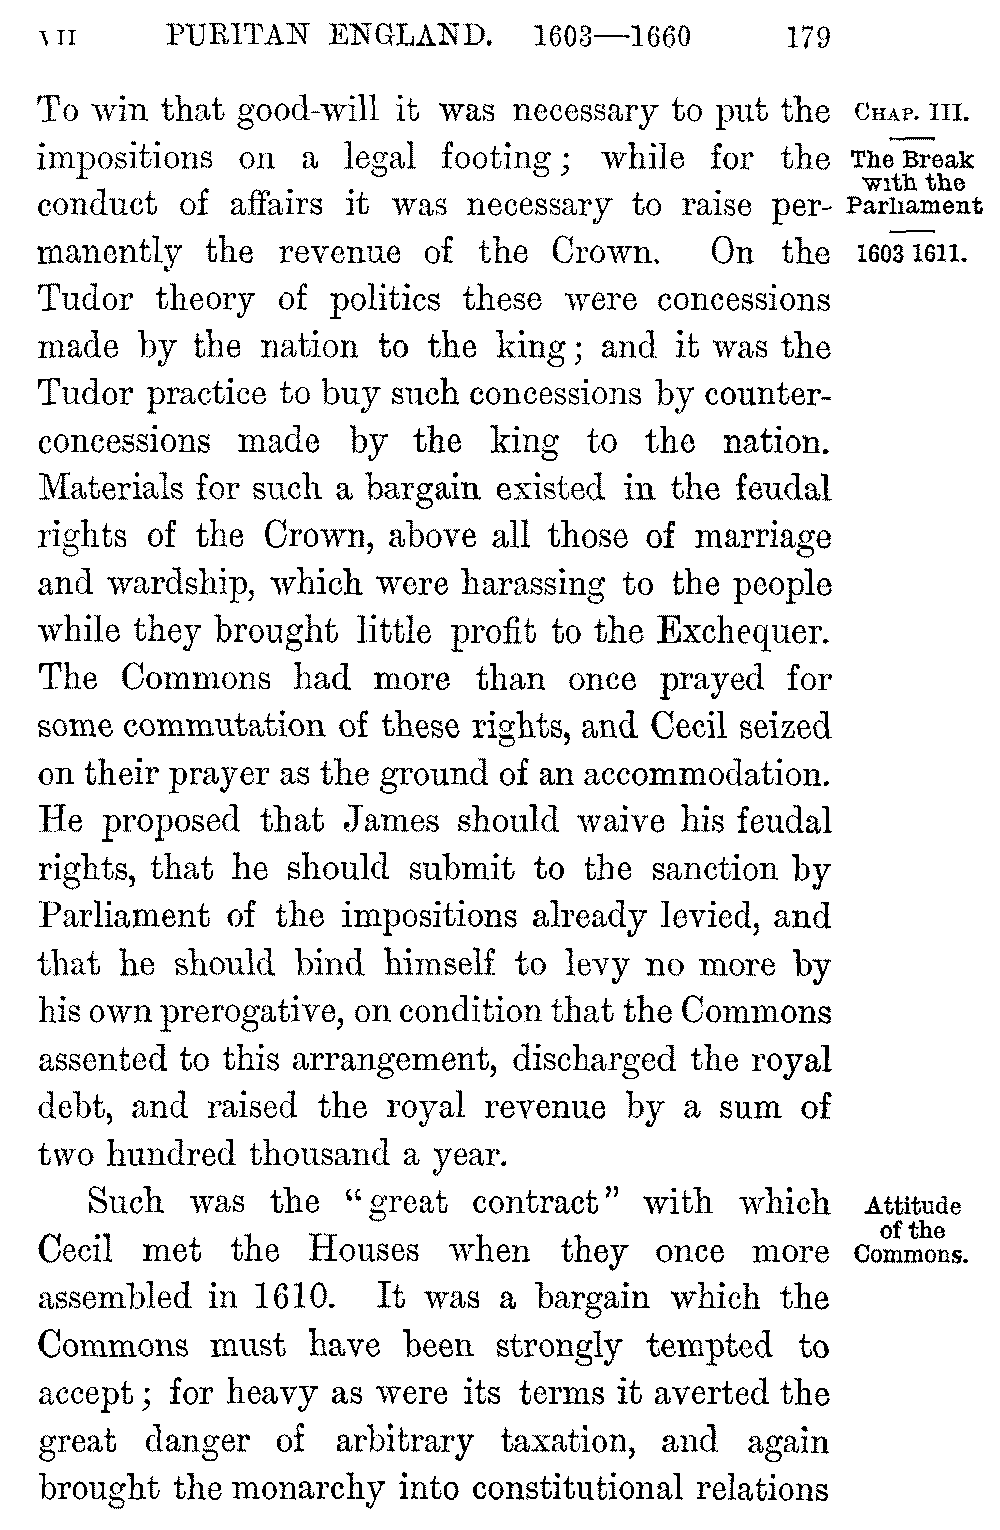 VII PURITAN ENGLAND. 1603—1660 179
To win that good-will it was necessary to put the
impositions on a legal footing; while for the
conduct of affairs it was necessary to raise per-
manently the revenue of the Crown. On the
Tudor theory of politics these were concessions
made by the nation to the king; and it was the
Tudor practice to buy such concessions by counter-
concessions made by the king to the nation.
Materials for such a bargain existed in the feudal
rights of the Crown, above all those of marriage
and wardship, which were harassing to the people
while they brought little profit to the Exchequer.
The Commons had more than once prayed for
some commutation of these rights, and Cecil seized
on their prayer as the ground of an accommodation.
He proposed that James should waive his feudal
rights, that he should submit to the sanction by
Parliament of the impositions already levied, and
that he should bind himself to levy no more by
his own prerogative, on condition that the Commons
assented to this arrangement, discharged the royal
debt, and raised the royal revenue by a sum of
two hundred thousand a year.
Such was the "great contract" with which
Cecil met the Houses when they once more
assembled in 1610. It was a bargain which the
Commons must have been strongly tempted to
accept; for heavy as were its terms it averted the
great danger of arbitrary taxation, and again
brought the monarchy into constitutional relations
CHAP. III.
The Break
with the
Parliament
1603 1611.
Attitude
of the
Commons.